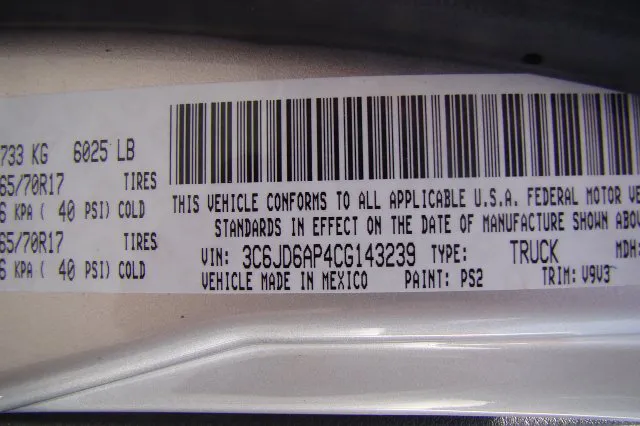 733 KG 6025 LB
65/70R17 TIRES
6 KPA ( 40 PSI) COLD
65/70R17 TIRES
6 KPA ( 40 PSI) COLD
THIS VEHICLE CONFORMS TO ALL APPLICABLE U.S.A. FEDERAL MOTOR VE
STANDARDS IN EFFECT ON THE DATE OF MANUFACTURE SHOWN ABOV
VIN: 3C6JD6AP4CG143239 TYPE: TRUCK MDH:
VEHICLE MADE IN MEXICO PAINT: PS2 TRIM: V9V3